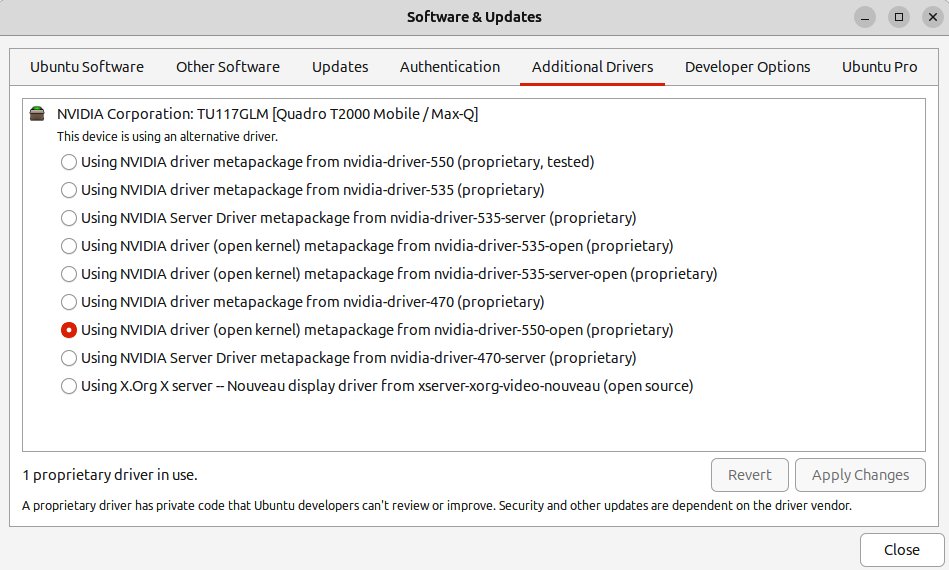 Software & Updates
Ubuntu Software Other Software Updates Authentication Additional Drivers Developer Options Ubuntu Pro
NVIDIA Corporation: TU117GLM [Quadro T2000 Mobile / Max-Q]
This device is using an alternative driver.
Using NVIDIA driver metapackage from nvidia-driver-550 (proprietary, tested)
Using NVIDIA driver metapackage from nvidia-driver-535 (proprietary)
Using NVIDIA Server Driver metapackage from nvidia-driver-535-server (proprietary)
Using NVIDIA driver (open kernel) metapackage from nvidia-driver-535-open (proprietary)
Using NVIDIA driver (open kernel) metapackage from nvidia-driver-535-server-open (proprietary)
Using NVIDIA driver metapackage from nvidia-driver-470 (proprietary)
Using NVIDIA driver (open kernel) metapackage from nvidia-driver-550-open (proprietary)
Using NVIDIA Server Driver metapackage from nvidia-driver-470-server (proprietary)
Using X.Org X server -- Nouveau display driver from xserver-xorg-video-nouveau (open source)
1 proprietary driver in use.
Revert Apply Changes
A proprietary driver has private code that Ubuntu developers can't review or improve. Security and other updates are dependent on the driver vendor.
Close